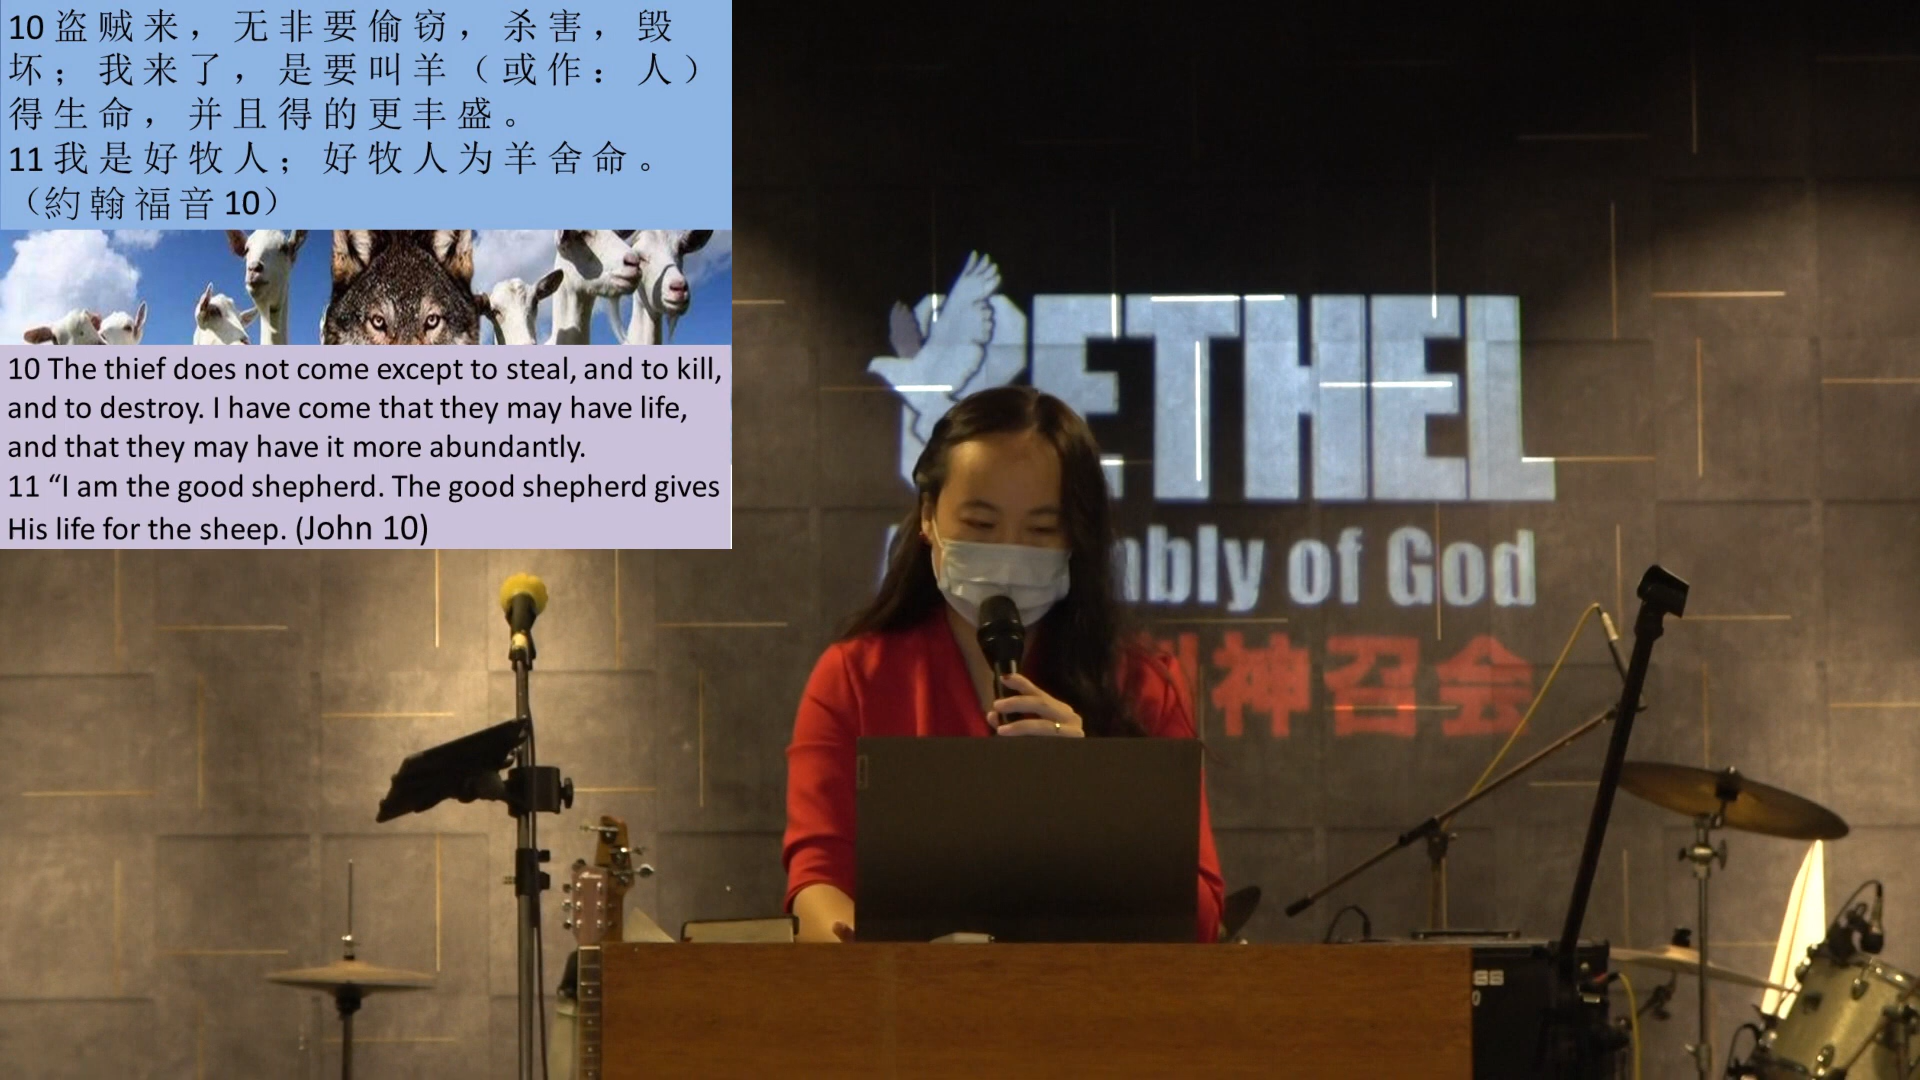 10 盗贼来，无非要偷窃，杀害，毁
坏；我来了，是要叫羊（或作：人）
得生命，并且得的更丰盛。
11 我是好牧人；好牧人为羊舍命。
（約翰福音 10）
10 The thief does not come except to steal, and to kill,
and to destroy. I have come that they may have life,
and that they may have it more abundantly.
11 “I am the good shepherd. The good shepherd gives
His life for the sheep. (John 10)
ETHEL
of God
神召会